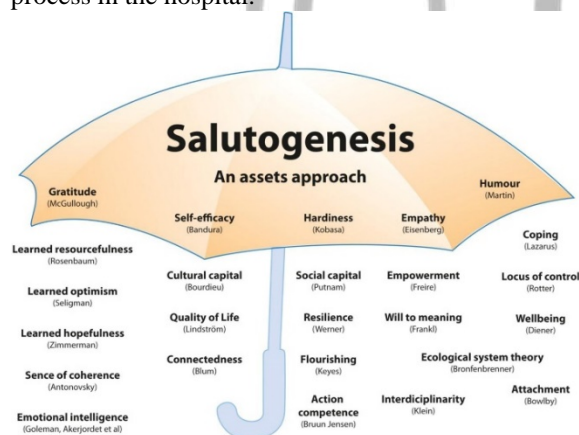 process in the hospital.
Salutogenesis
An assets approach
Gratitude
(McGullough)
Humour
(Martin)
Self-efficacy
(Bandura)
Hardiness
(Kobasa)
Empathy
(Eisenberg)
Coping
(Lazarus)
Learned resourcefulness
(Rosenbaum)
Cultural capital
(Bourdieu)
Social capital
(Putnam)
Empowerment
(Freire)
Locus of control
(Rotter)
Learned optimism
(Seligman)
Quality of Life
(Lindström)
Resilience
(Werner)
Will to meaning
(Frankl)
Wellbeing
(Diener)
Learned hopefulness
(Zimmerman)
Connectedness
(Blum)
Flourishing
(Keyes)
Ecological system theory
(Bronfenbrenner)
Sence of coherence
(Antonovsky)
Action
competence
(Bruun Jensen)
Interdiciplinarity
(Klein)
Attachment
(Bowlby)
Emotional intelligence
(Goleman, Akerjordet et al)